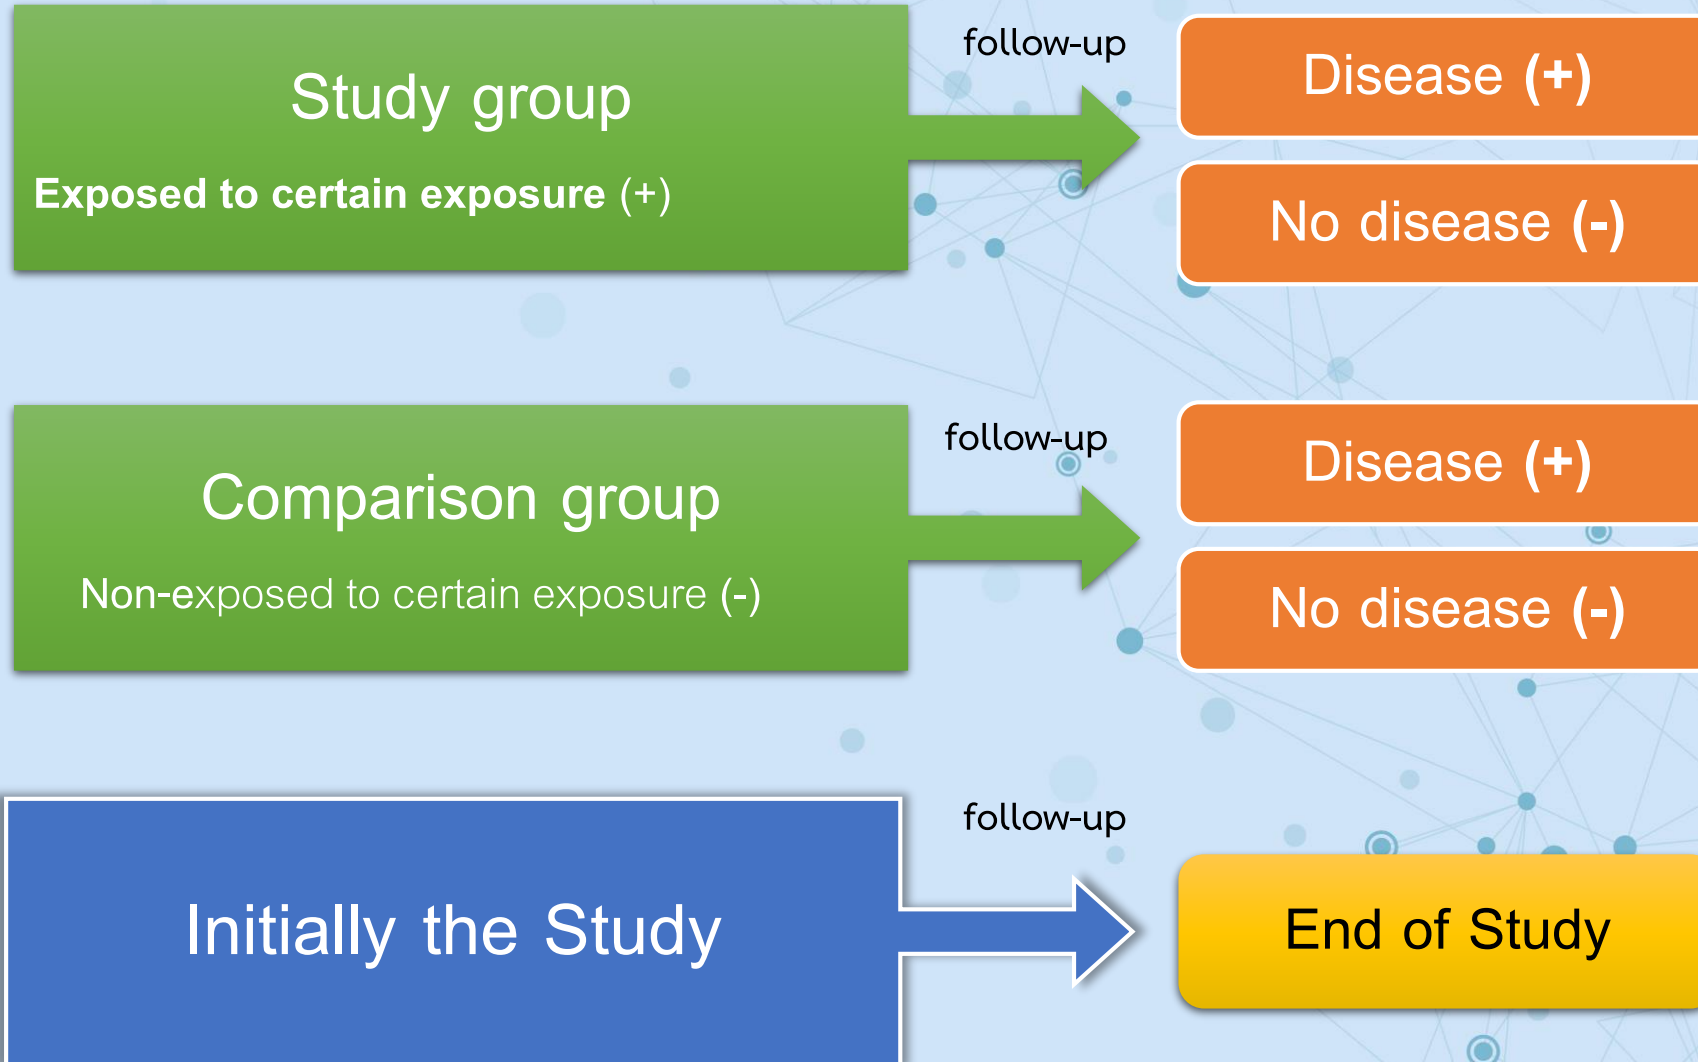 follow-up
Study group
Exposed to certain exposure (+)
Disease (+)
No disease (-)
follow-up
Comparison group
Non-exposed to certain exposure (-)
Disease (+)
No disease (-)
follow-up
Initially the Study
End of Study